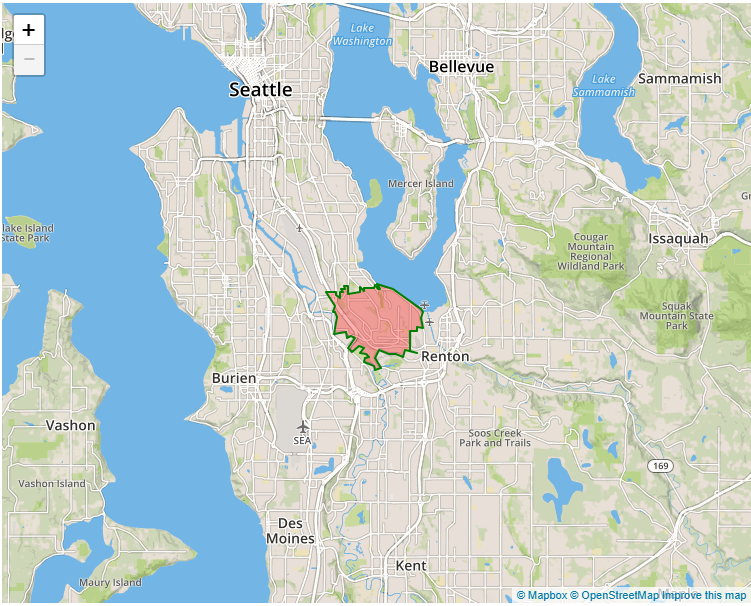 +
Lake
Washington
lg
Bellevue
−
Sammamish
Lake
Sammamish
Seattle
Mercer Island
Gr
lake Island
State Park
Issaquah
Cougar
Mountain
Regional
Wildland Park
Squak
Mountain State
Park
Renton
Burien
Vashon
SEA
Soos Creek
Park and Trails
169
Vashon Island
Des
Moines
Kent
Maury Island
© Mapbox © OpenStreetMap Improve this map